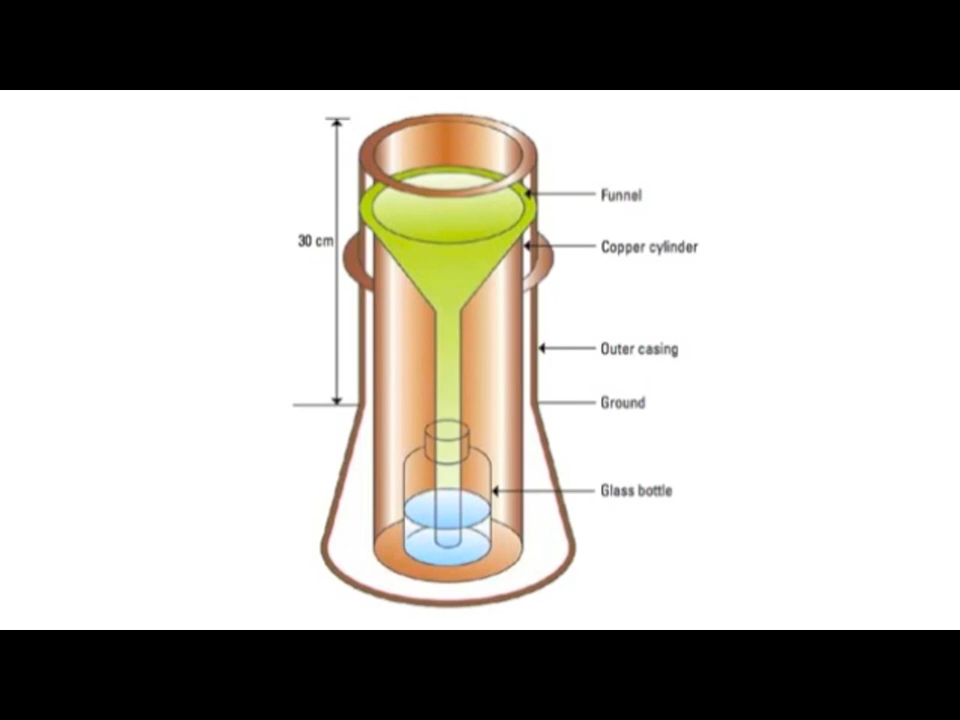 Funnel
30 cm
Copper cylinder
Outer casing
Ground
Glass bottle